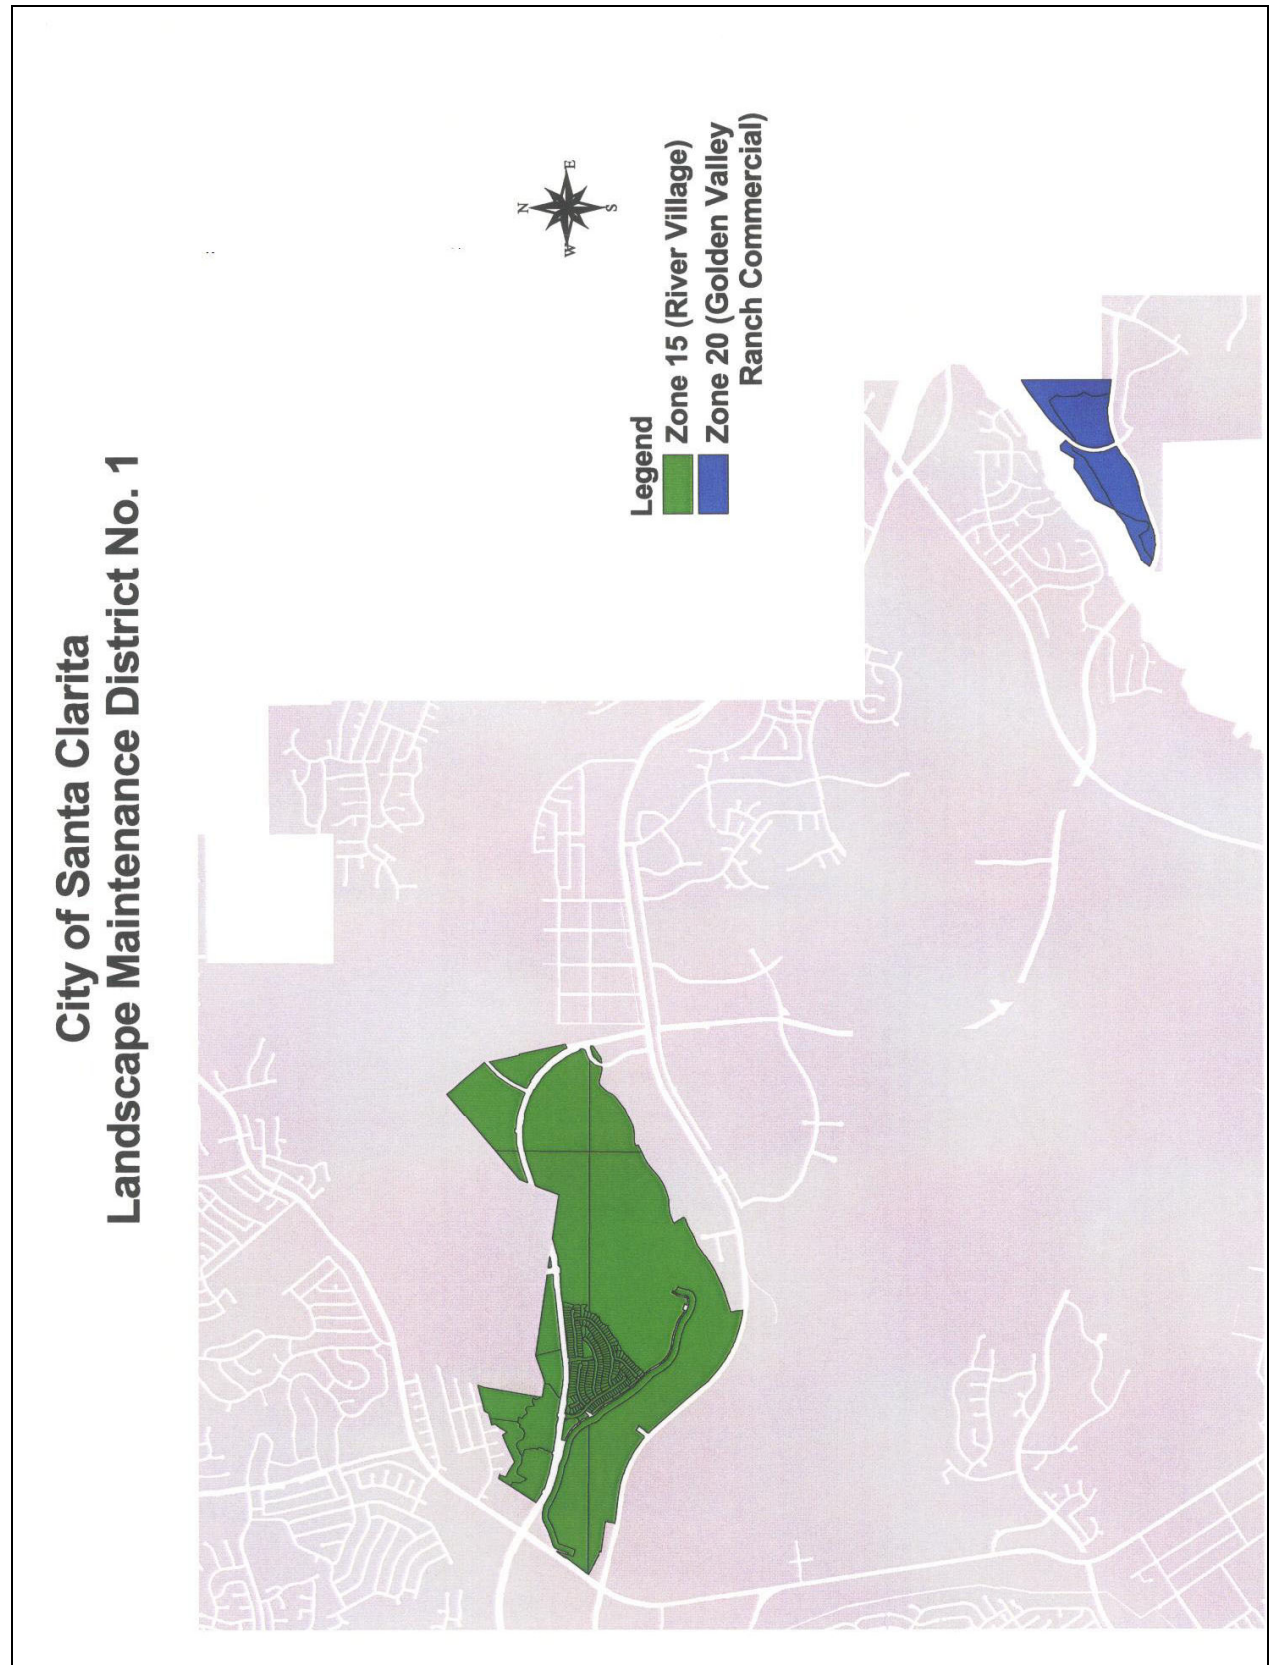 City of Santa Clarita
Landscape Maintenance District No. 1
N
W
E
S
Legend
Zone 15 (River Village)
Zone 20 (Golden Valley
Ranch Commercial)